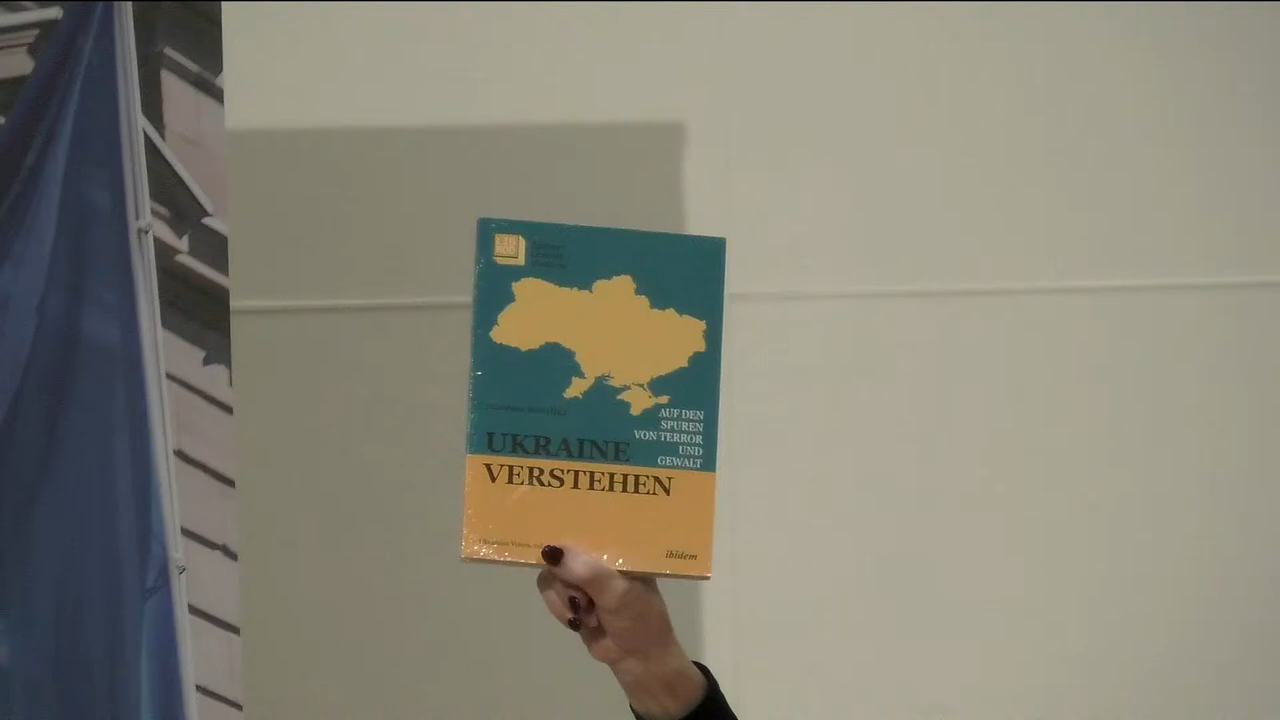 AUF DEN
SPUREN
VON TERROR
UND
GEWALT
UKRAINE
VERSTEHEN
ibidem